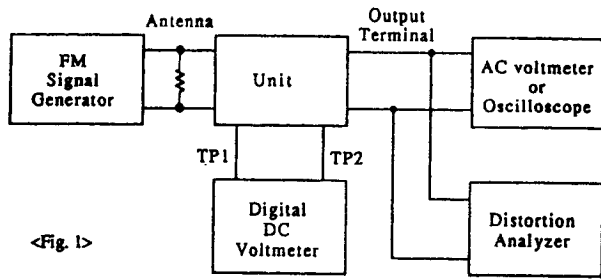 Antenna
Output
Terminal
FM
Signal
Generator
Unit
AC voltmeter
or
Oscilloscope
TP1
TP2
Digital
DC
Voltmeter
Distortion
Analyzer
<Fig. 1>